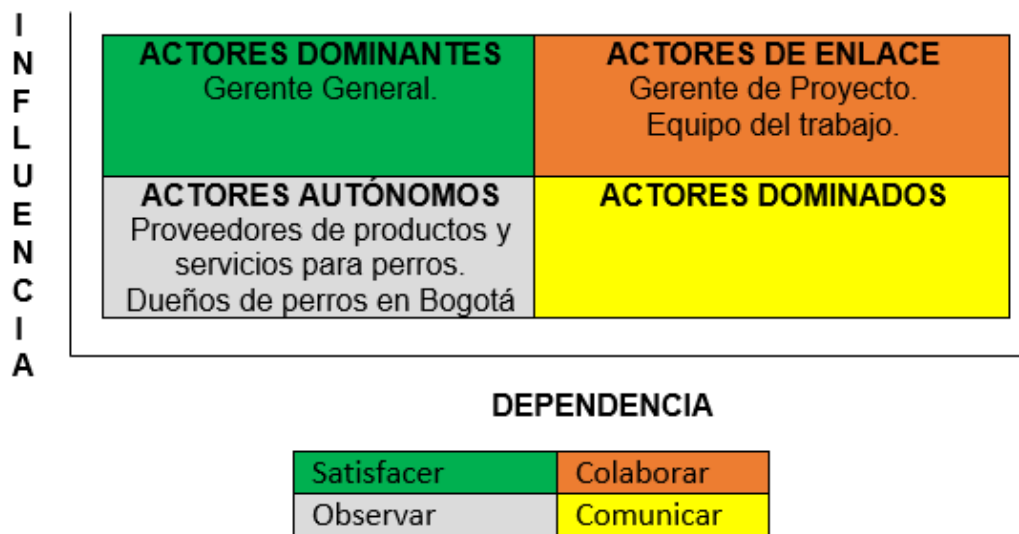 INFLUENCIA
ACTORES DOMINANTES
Gerente General.
ACTORES DE ENLACE
Gerente de Proyecto.
Equipo del trabajo.
ACTORES AUTÓNOMOS
Proveedores de productos y
servicios para perros.
Dueños de perros en Bogotá
ACTORES DOMINADOS
DEPENDENCIA
Satisfacer
Colaborar
Observar
Comunicar